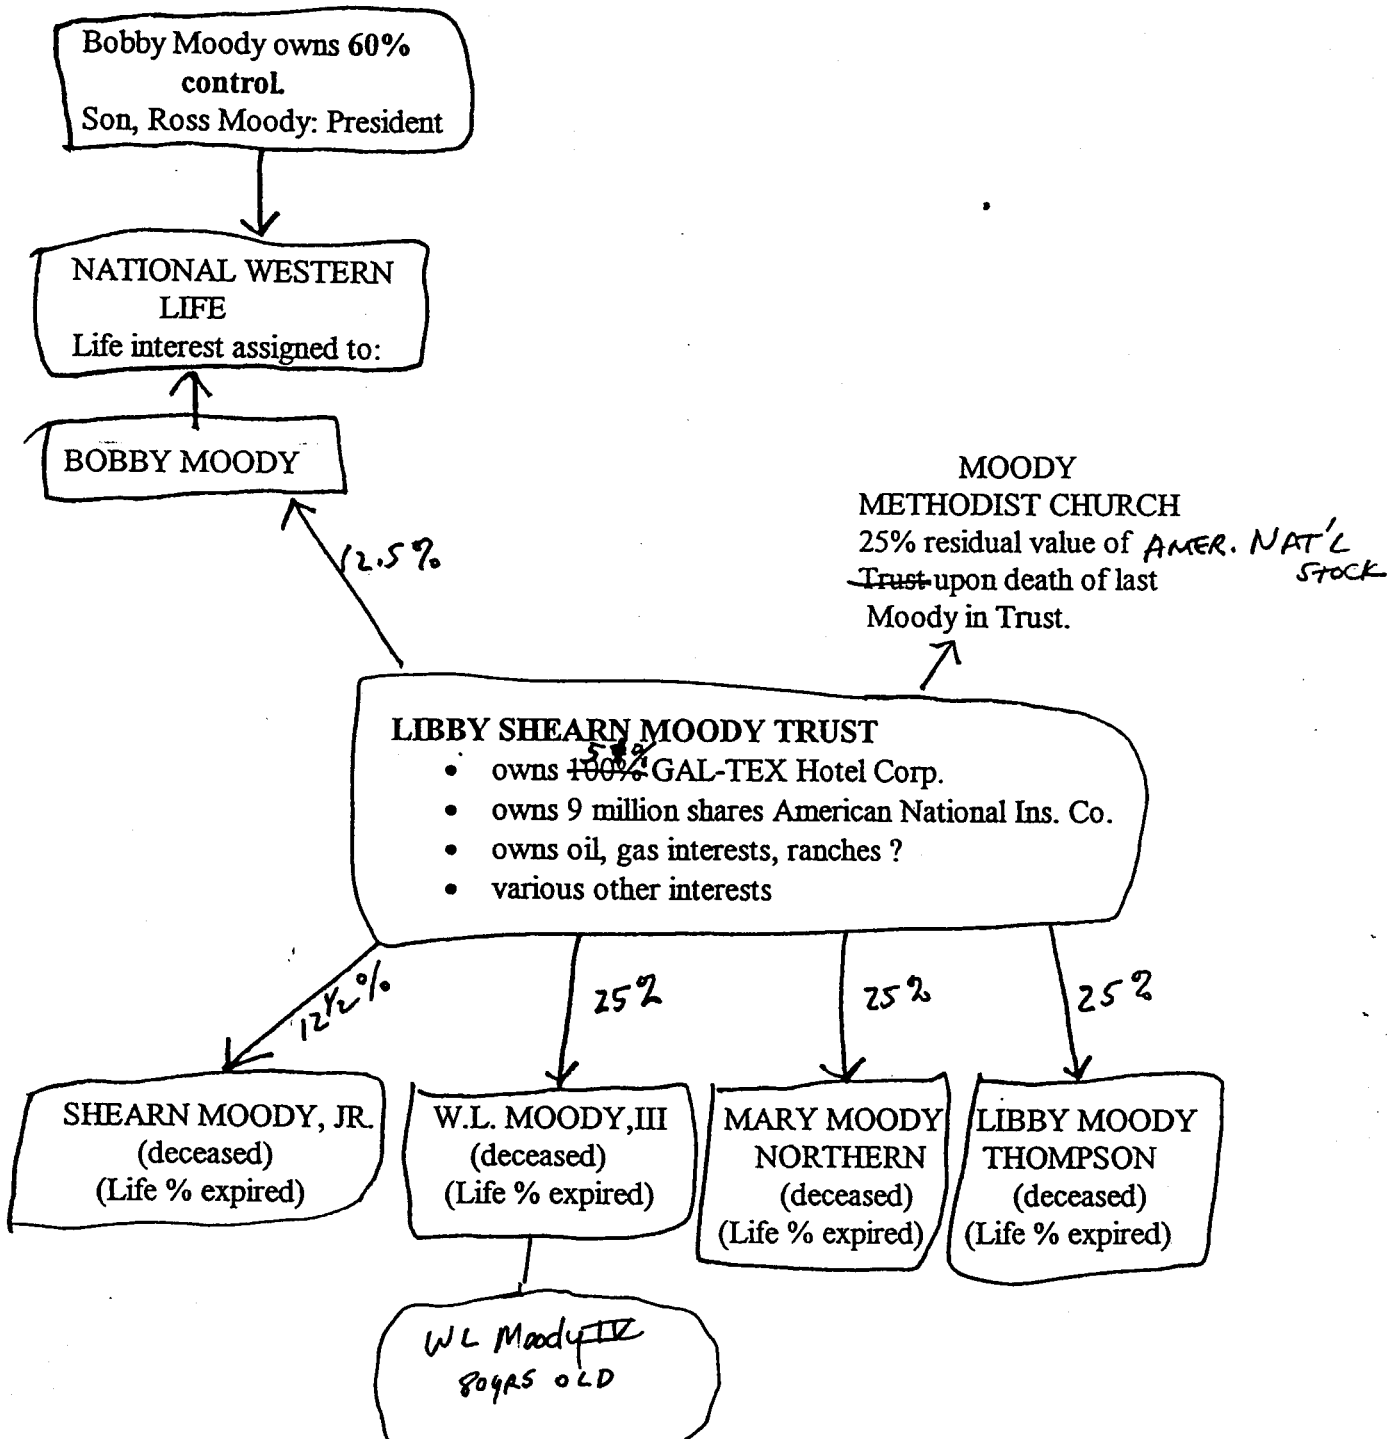 Bobby Moody owns 60%
control.
Son, Ross Moody: President
NATIONAL WESTERN
LIFE
Life interest assigned to:
BOBBY MOODY
12.5%
MOODY
METHODIST CHURCH
25% residual value of AMER. NAT'L
STOCK
Trust upon death of last
Moody in Trust.
LIBBY SHEARN MOODY TRUST
• owns 100% GAL-TEX Hotel Corp.
• owns 9 million shares American National Ins. Co.
• owns oil, gas interests, ranches ?
• various other interests
12 1/2%
25%
25%
25%
SHEARN MOODY, JR.
(deceased)
(Life % expired)
W.L. MOODY,III
(deceased)
(Life % expired)
MARY MOODY
NORTHERN
(deceased)
(Life % expired)
LIBBY MOODY
THOMPSON
(deceased)
(Life % expired)
WL Moody IV
80 YRS OLD